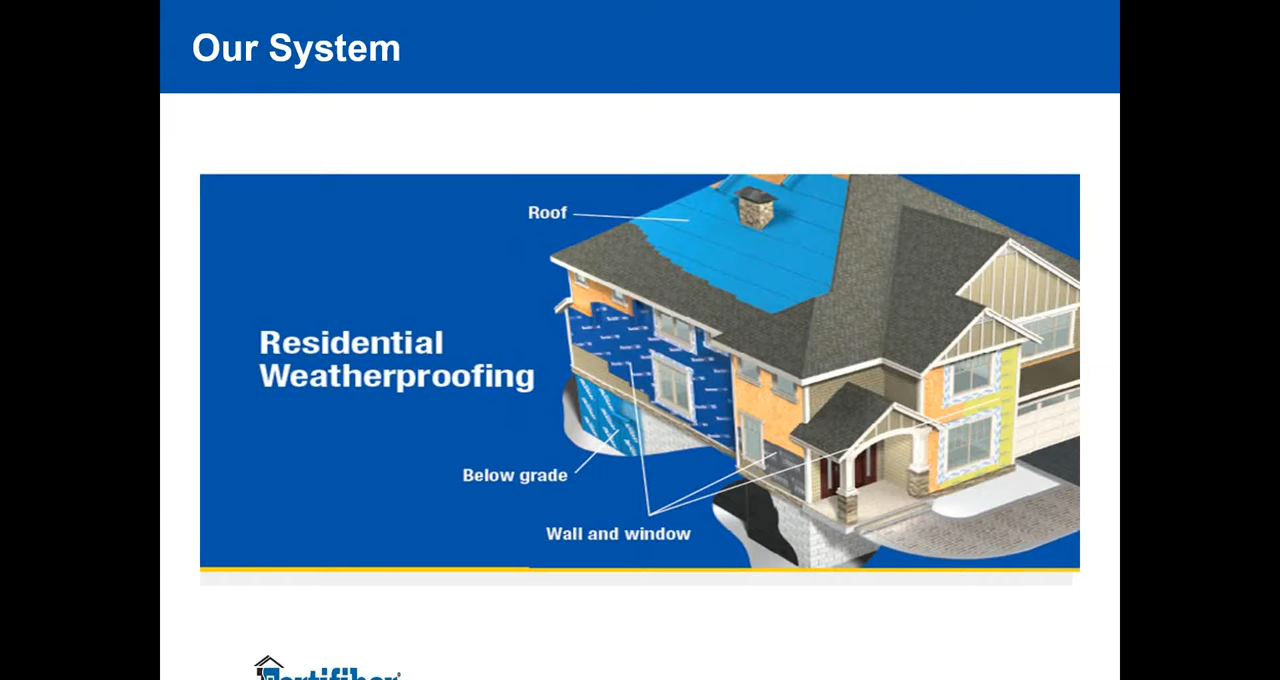 Our System
Roof
Residential
Weatherproofing
Below grade
Wall and window